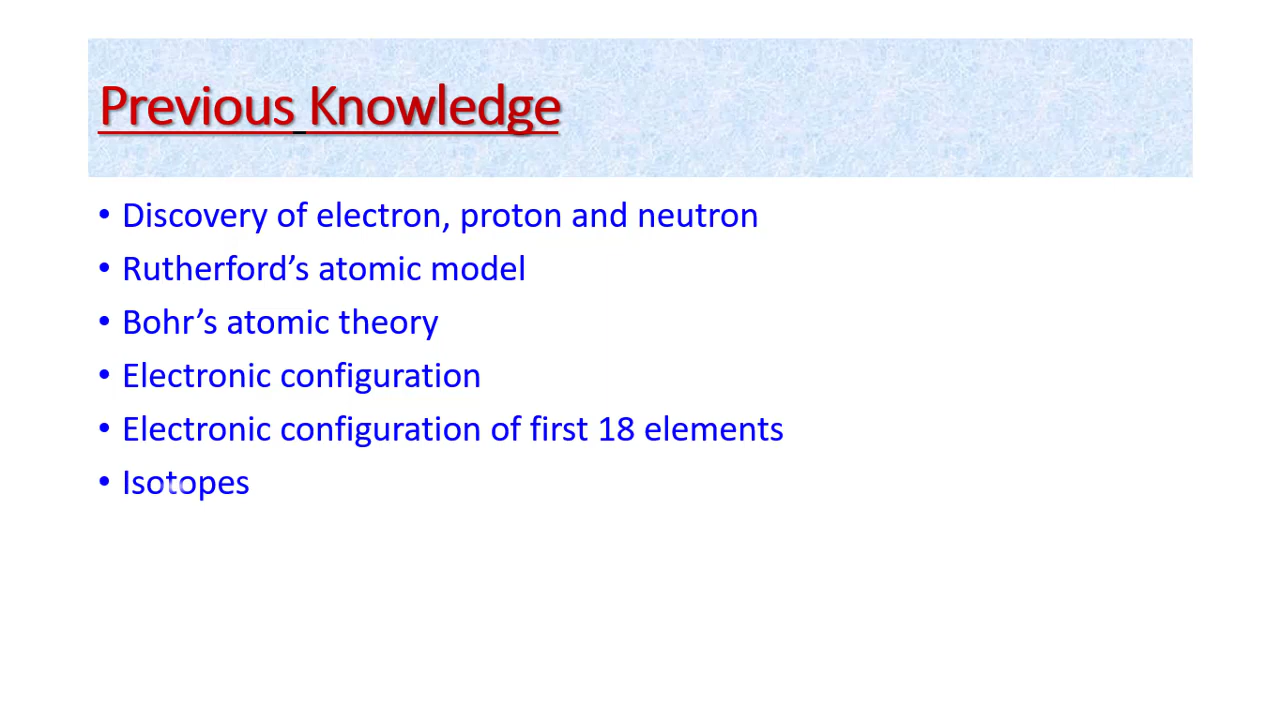 Previous Knowledge
• Discovery of electron, proton and neutron
• Rutherford’s atomic model
• Bohr’s atomic theory
• Electronic configuration
• Electronic configuration of first 18 elements
• Isotopes